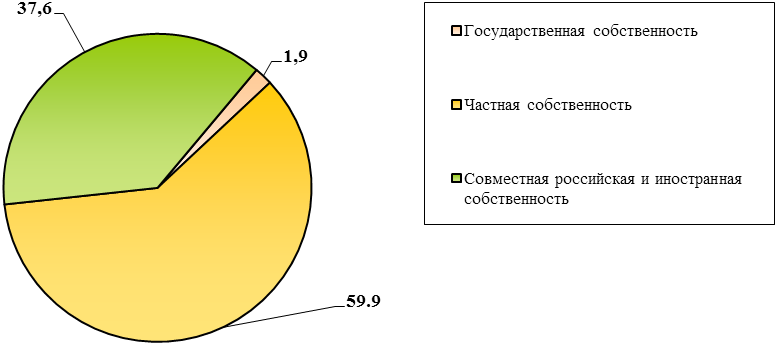 37,6
1,9
59.9
Государственная собственность
Частная собственность
Совместная российская и иностранная
собственность